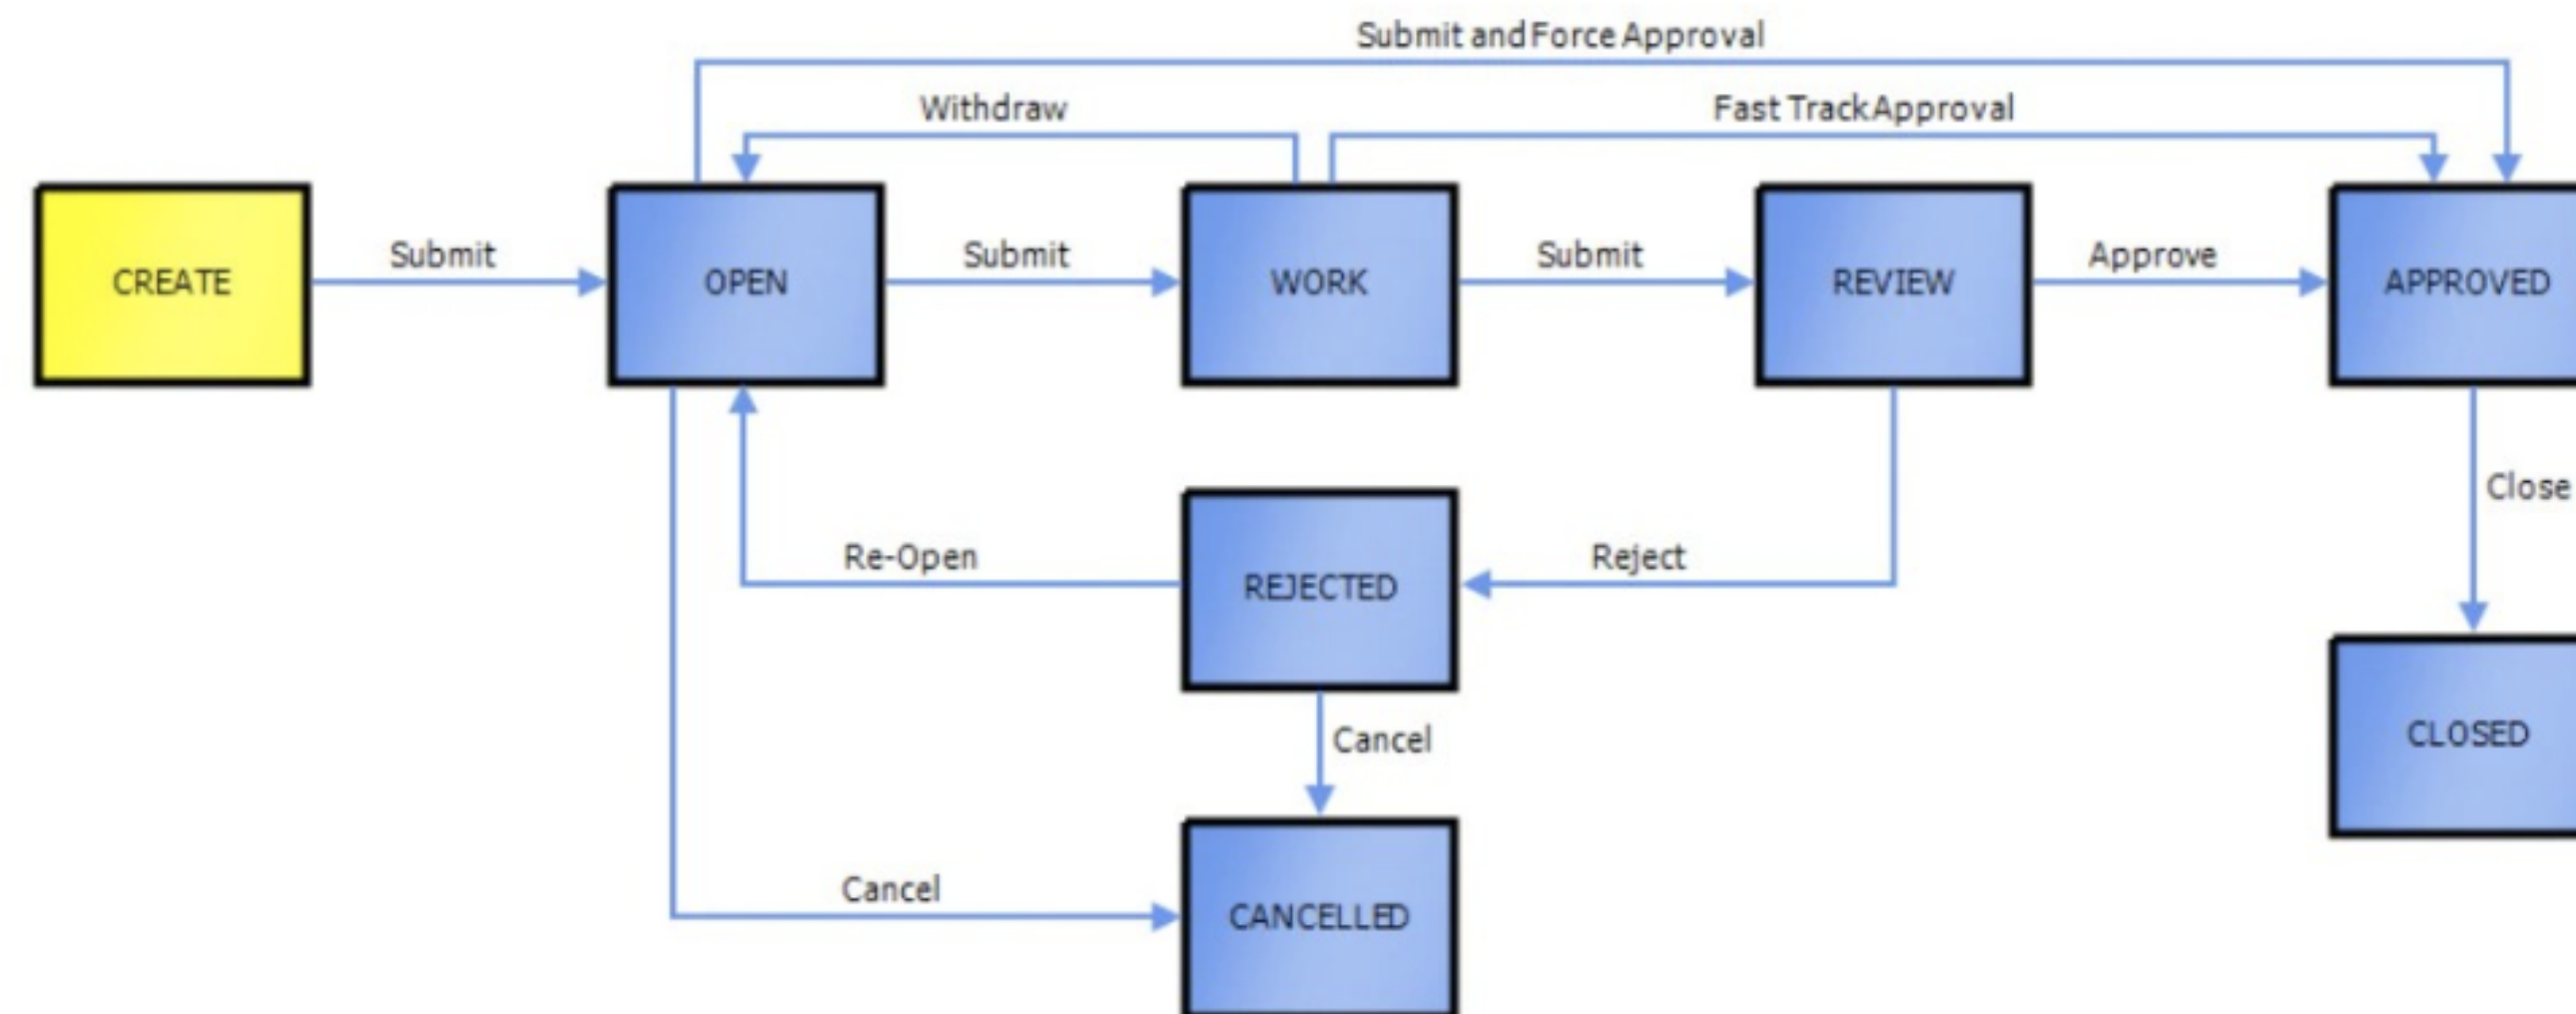 Submit and Force Approval
Withdraw
Fast Track Approval
CREATE
Submit
OPEN
Submit
WORK
Submit
REVIEW
Approve
APPROVED
Close
Re-Open
REJECTED
Reject
Cancel
CLOSED
Cancel
CANCELLED